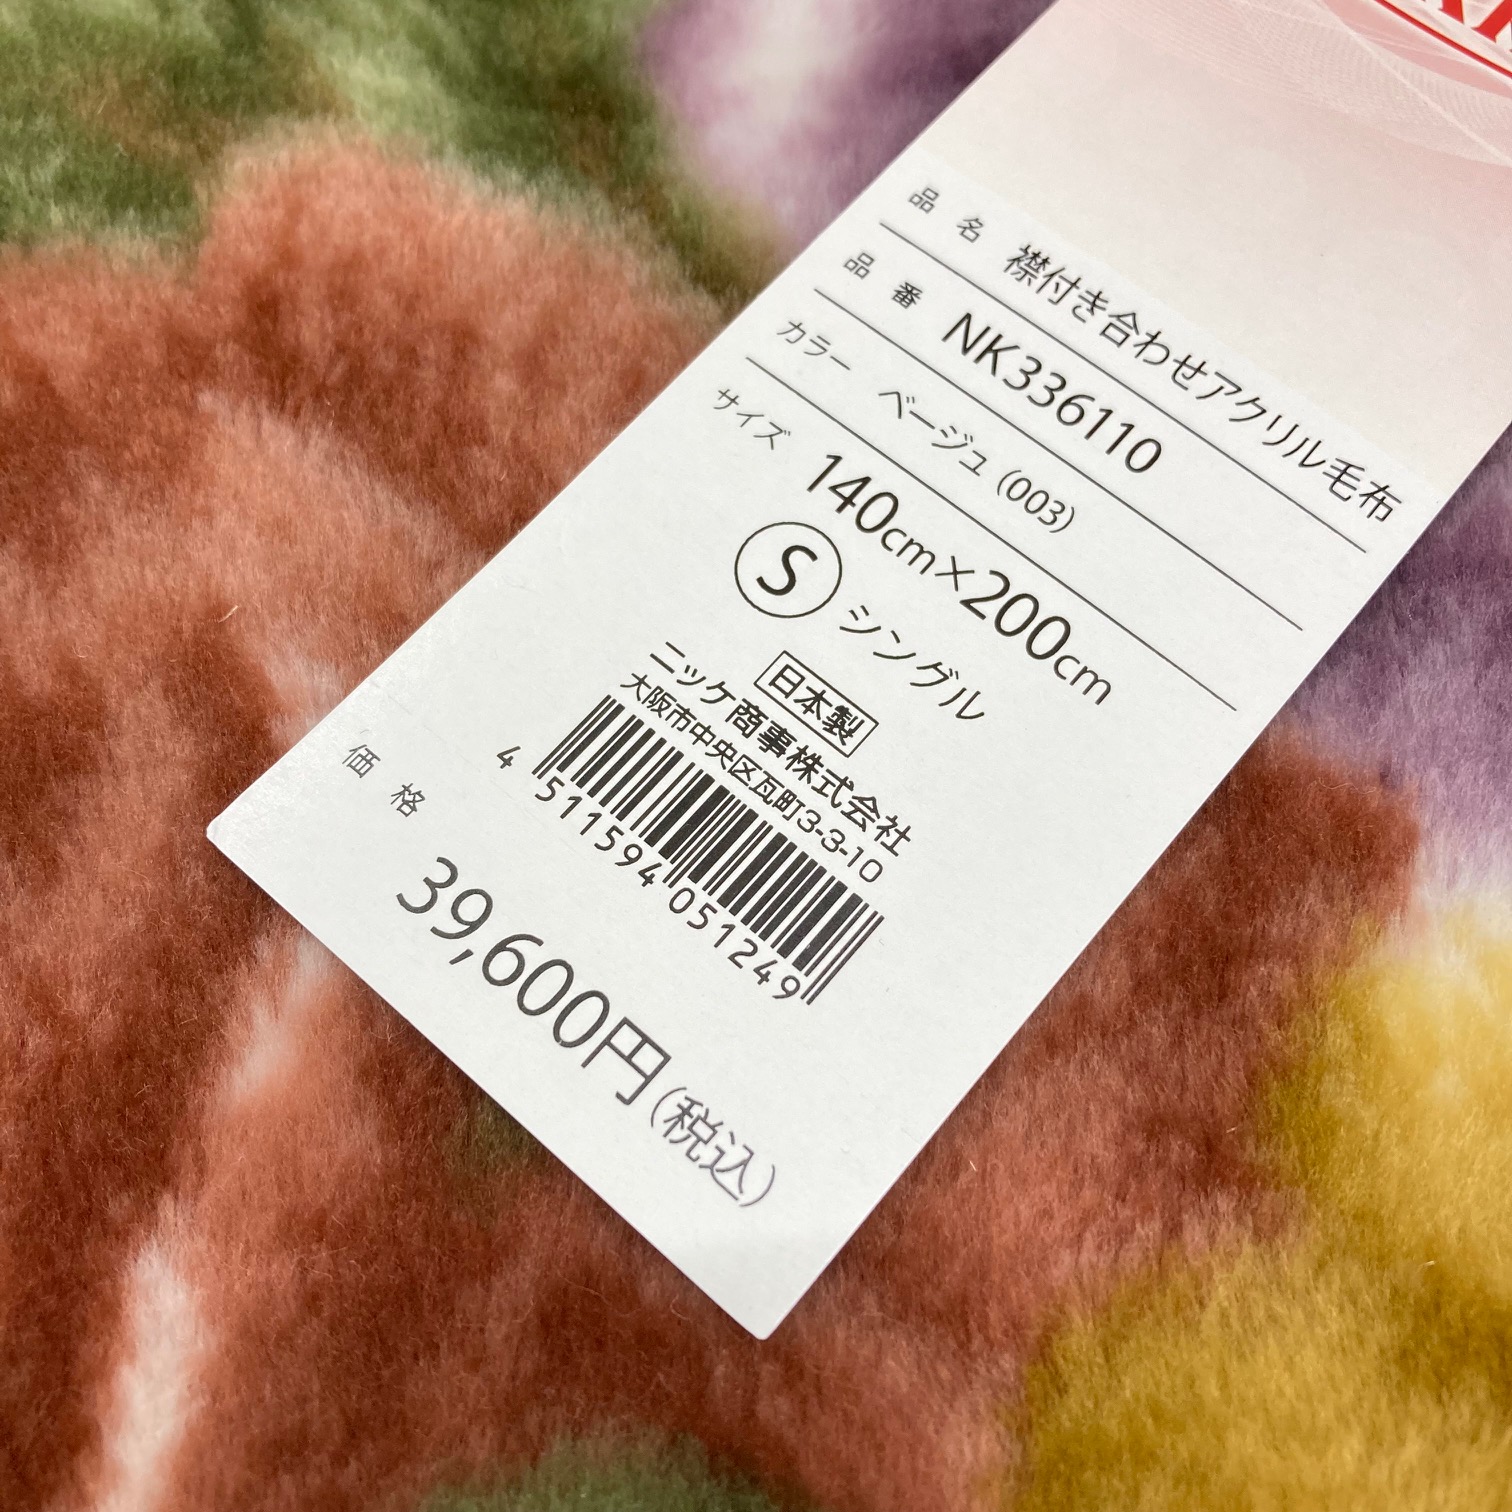 品名 襟付き合わせアクリル毛布
品番 NK336110
カラー ベージュ (003)
サイズ 140cm×200cm
S シングル
日本製
ニッケ商事株式会社
大阪市中央区瓦町3-3-10
4 511594 051249
価格
39,600円(税込)